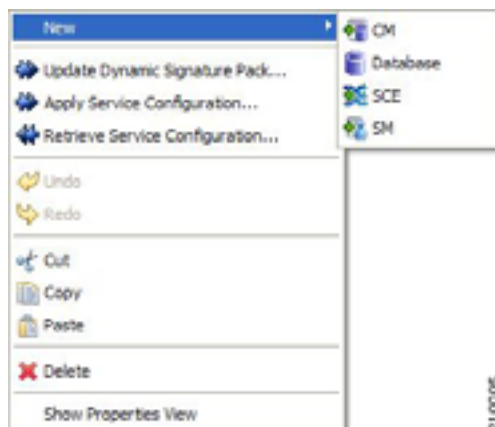 New
CM
Database
SCE
SM
Update Dynamic Signature Pack...
Apply Service Configuration...
Retrieve Service Configuration...
Undo
Redo
Cut
Copy
Paste
Delete
Show Properties View